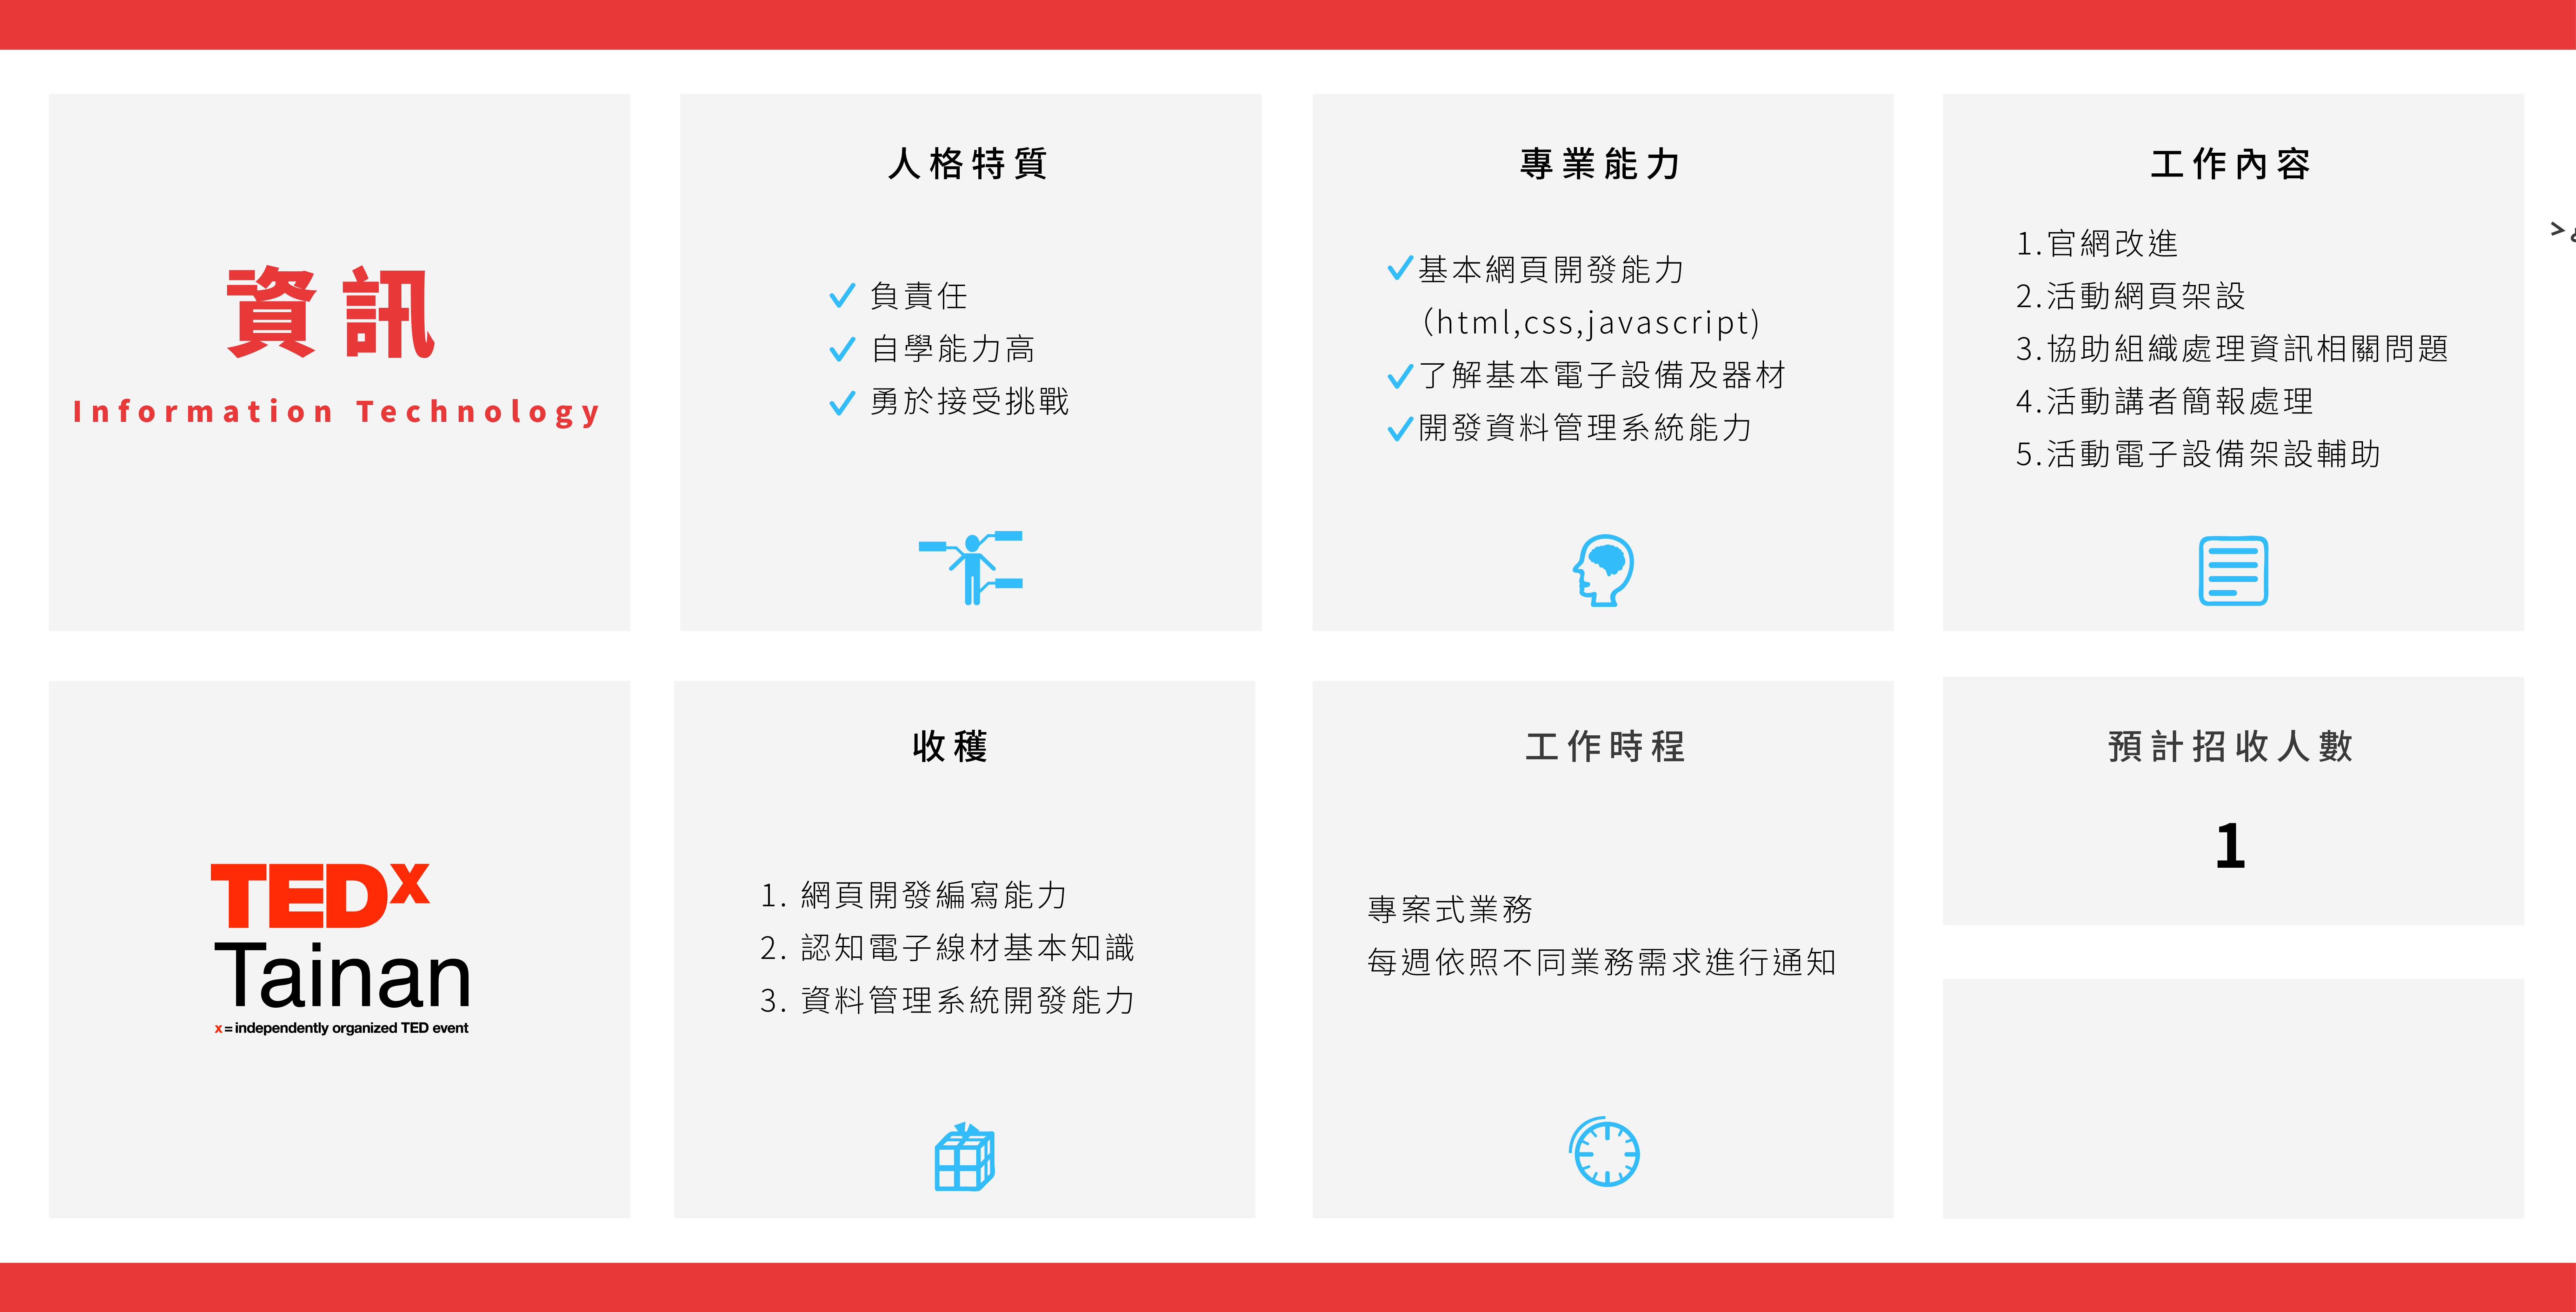 資訊
Information Technology
人格特質
負責任
自學能力高
勇於接受挑戰
專業能力
基本網頁開發能力
(html,css,javascript)
了解基本電子設備及器材
開發資料管理系統能力
工作內容
1.官網改進
2.活動網頁架設
3.協助組織處理資訊相關問題
4.活動講者簡報處理
5.活動電子設備架設輔助
TEDx
Tainan
x = independently organized TED event
收穫
1. 網頁開發編寫能力
2. 認知電子線材基本知識
3. 資料管理系統開發能力
工作時程
專案式業務
每週依照不同業務需求進行通知
預計招收人數
1